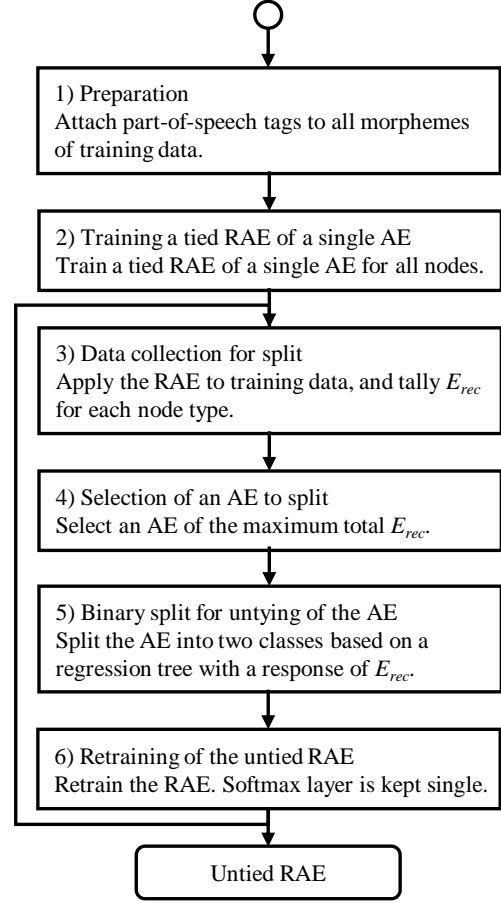 1) Preparation
Attach part-of-speech tags to all morphemes
of training data.
2) Training a tied RAE of a single AE
Train a tied RAE of a single AE for all nodes.
3) Data collection for split
Apply the RAE to training data, and tally E_rec
for each node type.
4) Selection of an AE to split
Select an AE of the maximum total E_rec.
5) Binary split for untying of the AE
Split the AE into two classes based on a
regression tree with a response of E_rec.
6) Retraining of the untied RAE
Retrain the RAE. Softmax layer is kept single.
Untied RAE